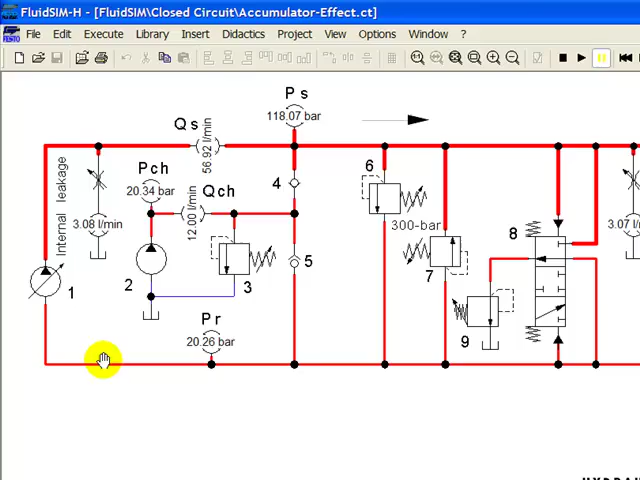 FluidSIM-H - [FluidSIM\Closed Circuit\Accumulator-Effect.ct]
File Edit Execute Library Insert Didactics Project View Options Window ?
FESTO
Ps
118.07 bar
Qs
56.92 l/min
Internal leakage
3.08 l/min
Pch
20.34 bar
Qch
12.00 l/min
4
6
300-bar
3.07 l/
8
5
7
1
2
3
9
Pr
20.26 bar